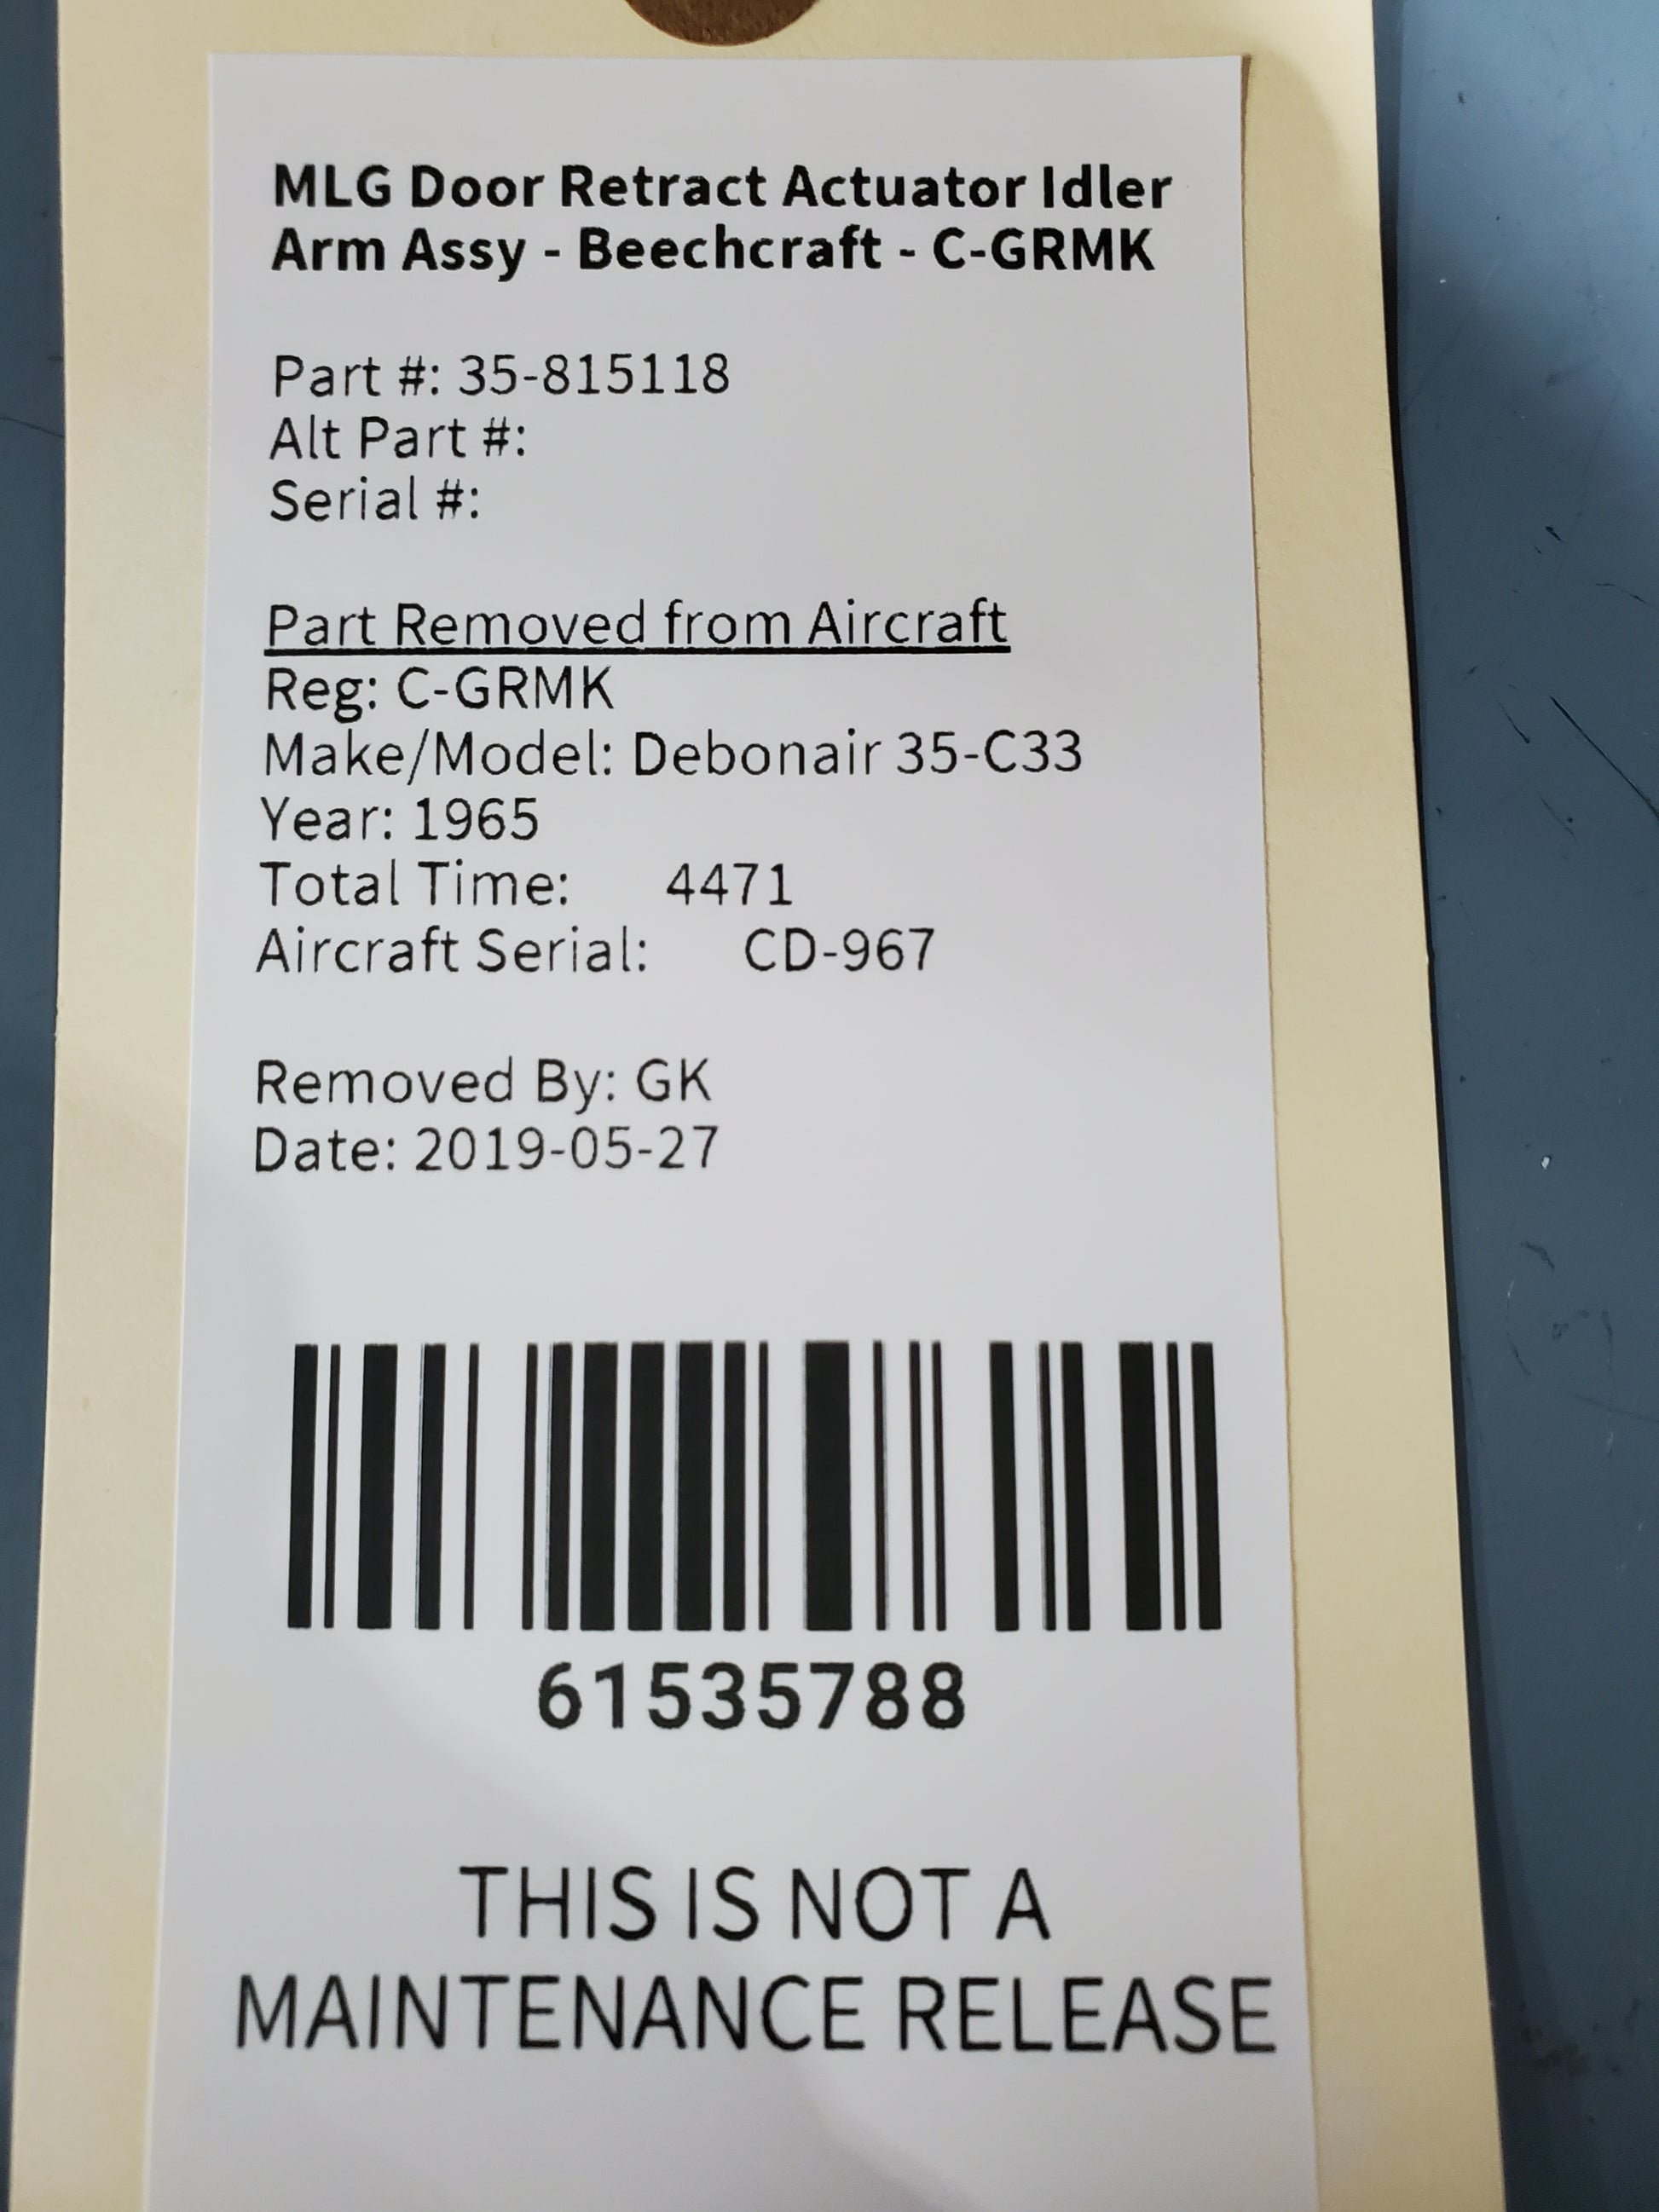 MLG Door Retract Actuator Idler
Arm Assy - Beechcraft - C-GRMK
Part #: 35-815118
Alt Part #:
Serial #:
Part Removed from Aircraft
Reg: C-GRMK
Make/Model: Debonair 35-C33
Year: 1965
Total Time: 4471
Aircraft Serial: CD-967
Removed By: GK
Date: 2019-05-27
61535788
THIS IS NOT A
MAINTENANCE RELEASE